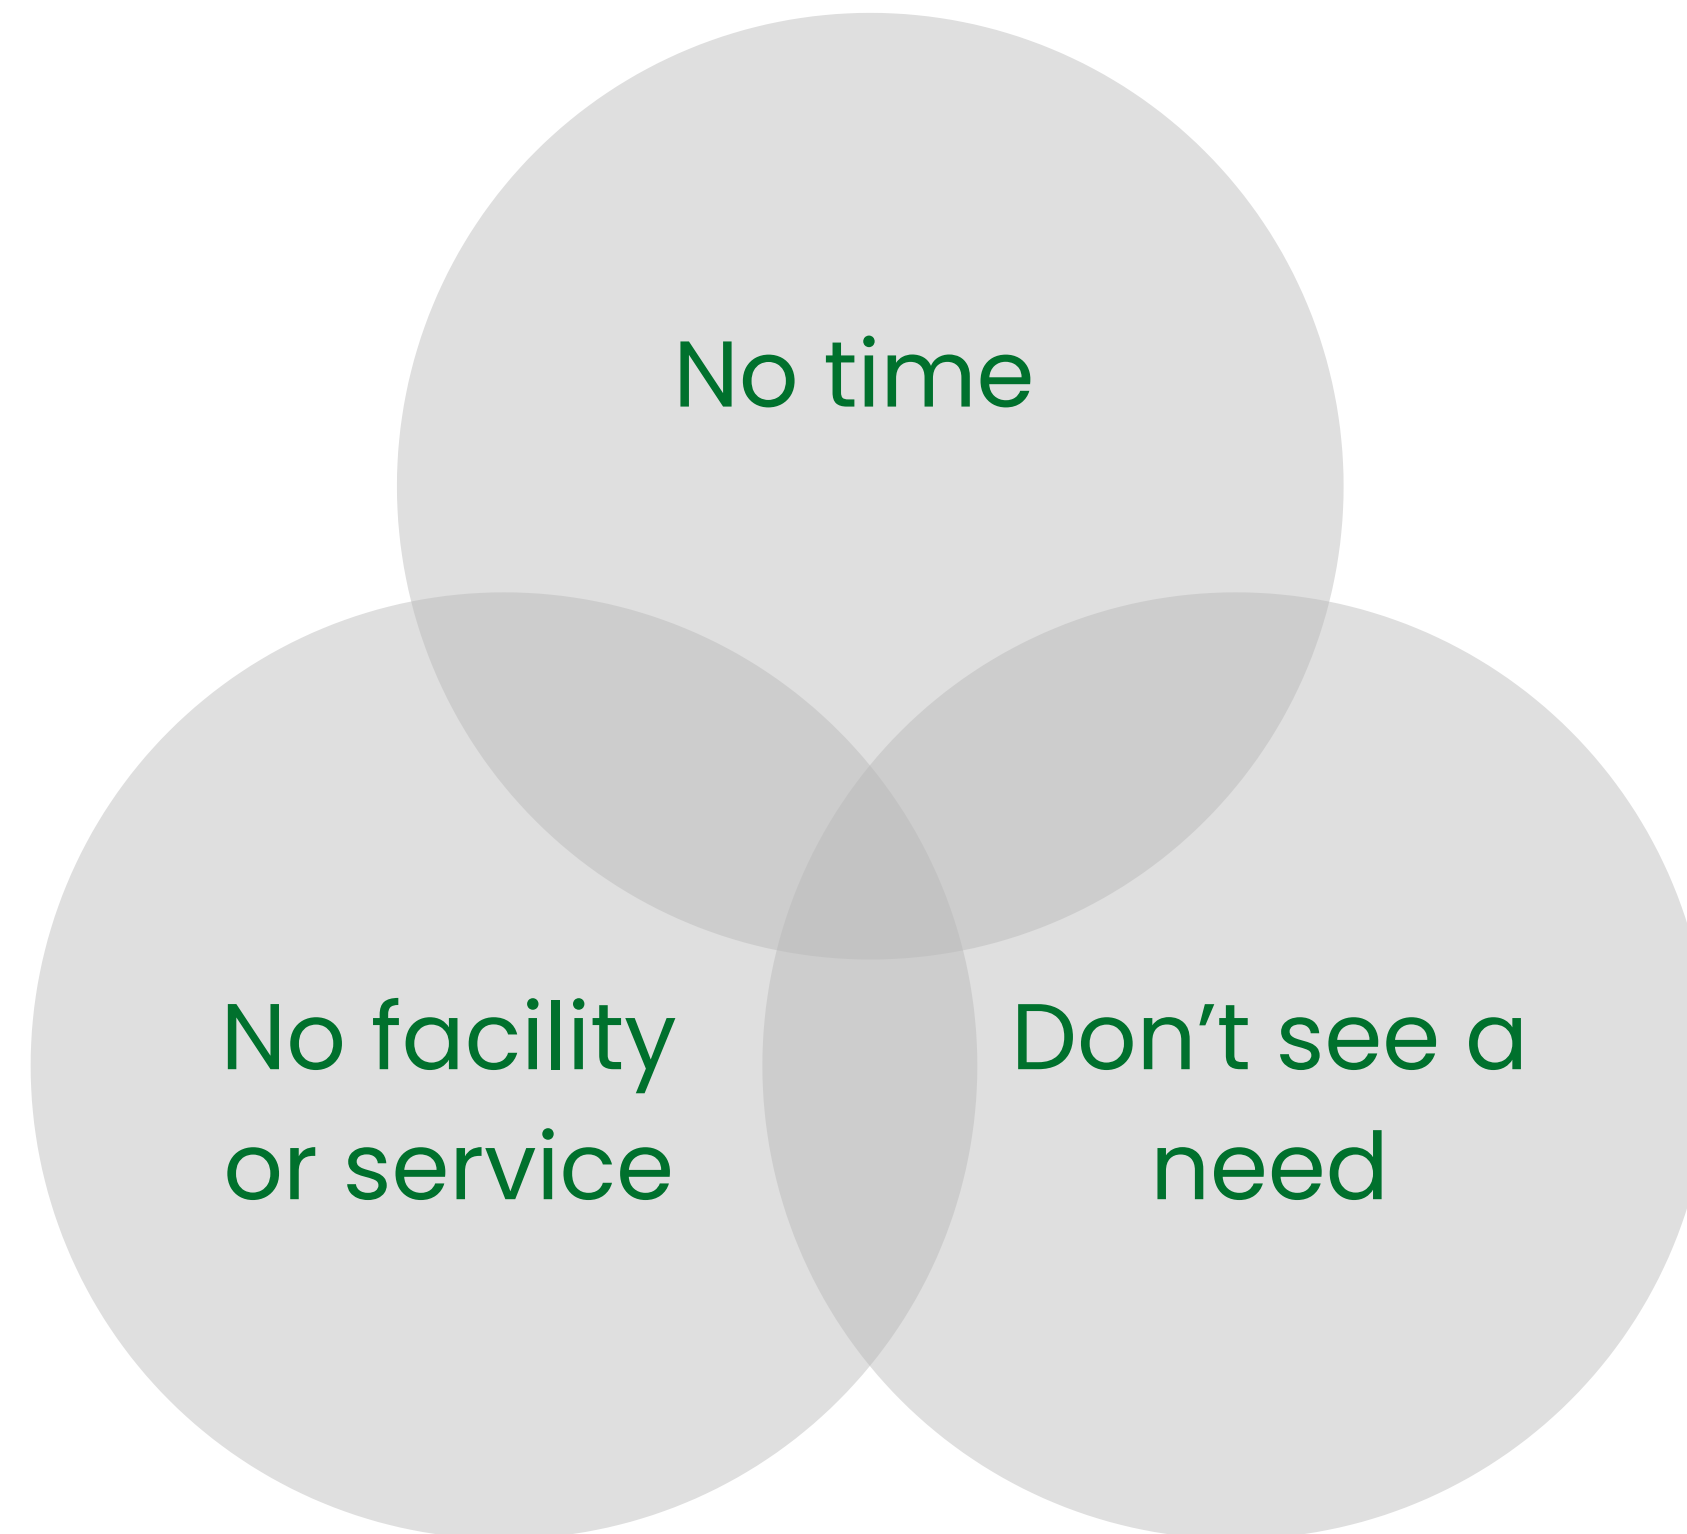 No time
No facility
or service
Don’t see a
need